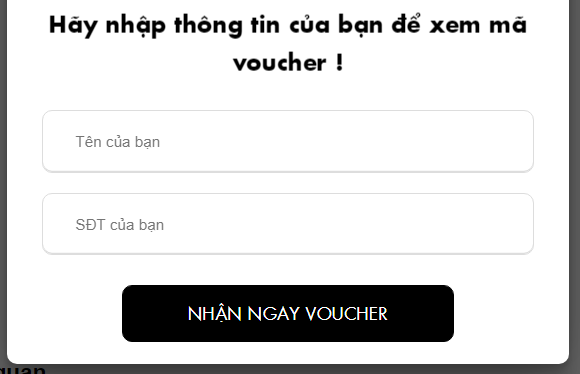 Hãy nhập thông tin của bạn để xem mã
voucher !
Tên của bạn
SĐT của bạn
NHẬN NGAY VOUCHER